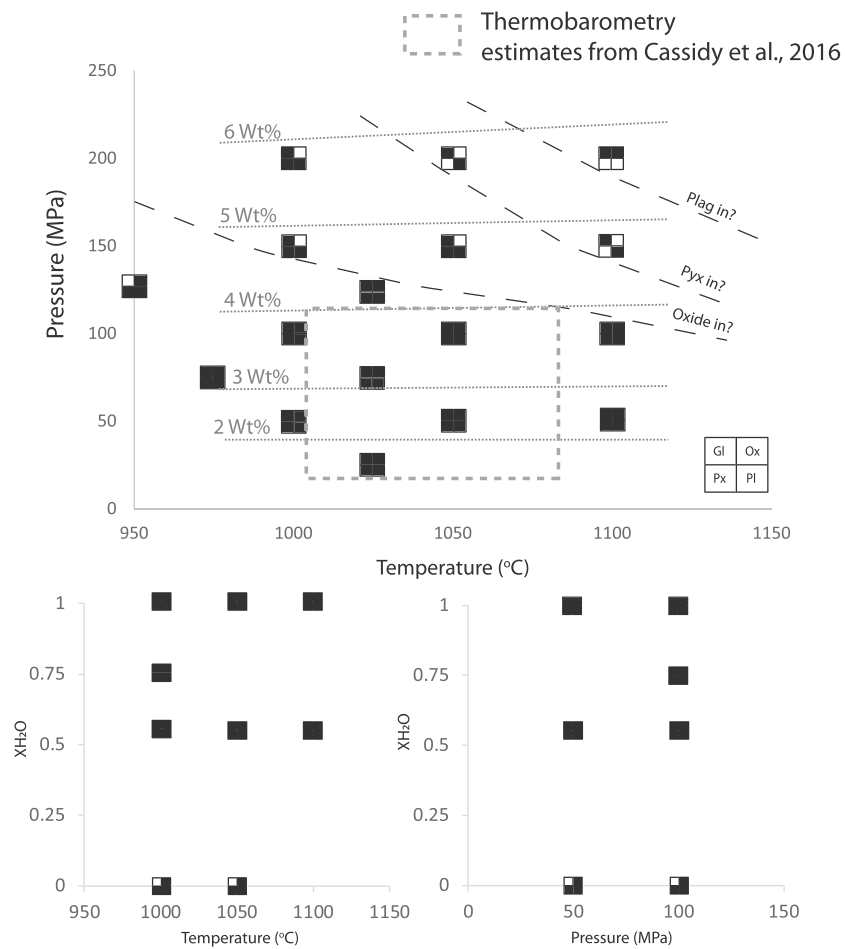 Thermobarometry
estimates from Cassidy et al., 2016
250
200
150
100
50
0
Pressure (MPa)
6 Wt%
5 Wt%
4 Wt%
3 Wt%
2 Wt%
Plag in?
Pyx in?
Oxide in?
Gl Ox
Px Pl
950 1000 1050 1100 1150
Temperature (°C)
1
0.75
0.5
0.25
0
XH₂O
950 1000 1050 1100 1150
Temperature (°C)
1
0.75
0.5
0.25
0
XH₂O
0 50 100 150
Pressure (MPa)